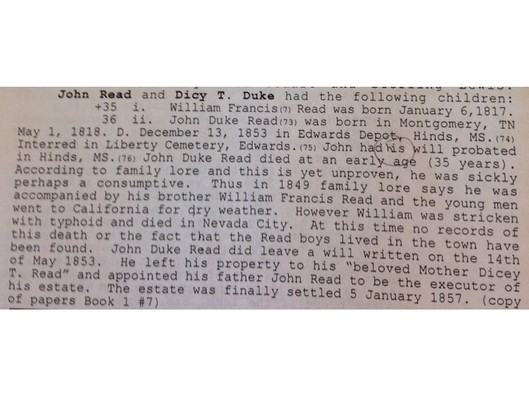 John Read and Dicy T. Duke had the following children:
+35 i. William Francis(7) Read was born January 6,1817.
36 ii. John Duke Read(73) was born in Montgomery, TN
May 1, 1818. D. December 13, 1853 in Edwards Depot, Hinds, MS.(74)
Interred in Liberty Cemetery, Edwards.(75) John had his will probated
in Hinds, MS.(76) John Duke Read died at an early age (35 years).
According to family lore and this is yet unproven, he was sickly
perhaps a consumptive. Thus in 1849 family lore says he was
accompanied by his brother William Francis Read and the young men
went to California for dry weather. However William was stricken
with typhoid and died in Nevada City. At this time no records of
this death or the fact that the Read boys lived in the town have
been found. John Duke Read did leave a will written on the 14th
of May 1853. He left his property to his "beloved Mother Dicey
T. Read" and appointed his father John Read to be the executor of
his estate. The estate was finally settled 5 January 1857. (copy
of papers Book 1 #7)